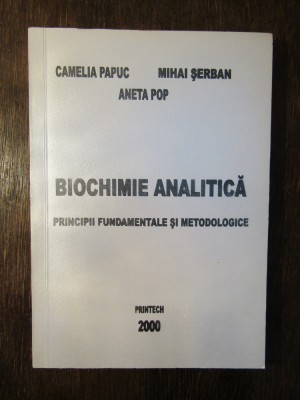 CAMELIA PAPUC MIHAI ŞERBAN
ANETA POP
BIOCHIMIE ANALITICĂ
PRINCIPII FUNDAMENTALE ŞI METODOLOGICE
PRINTECH
2000